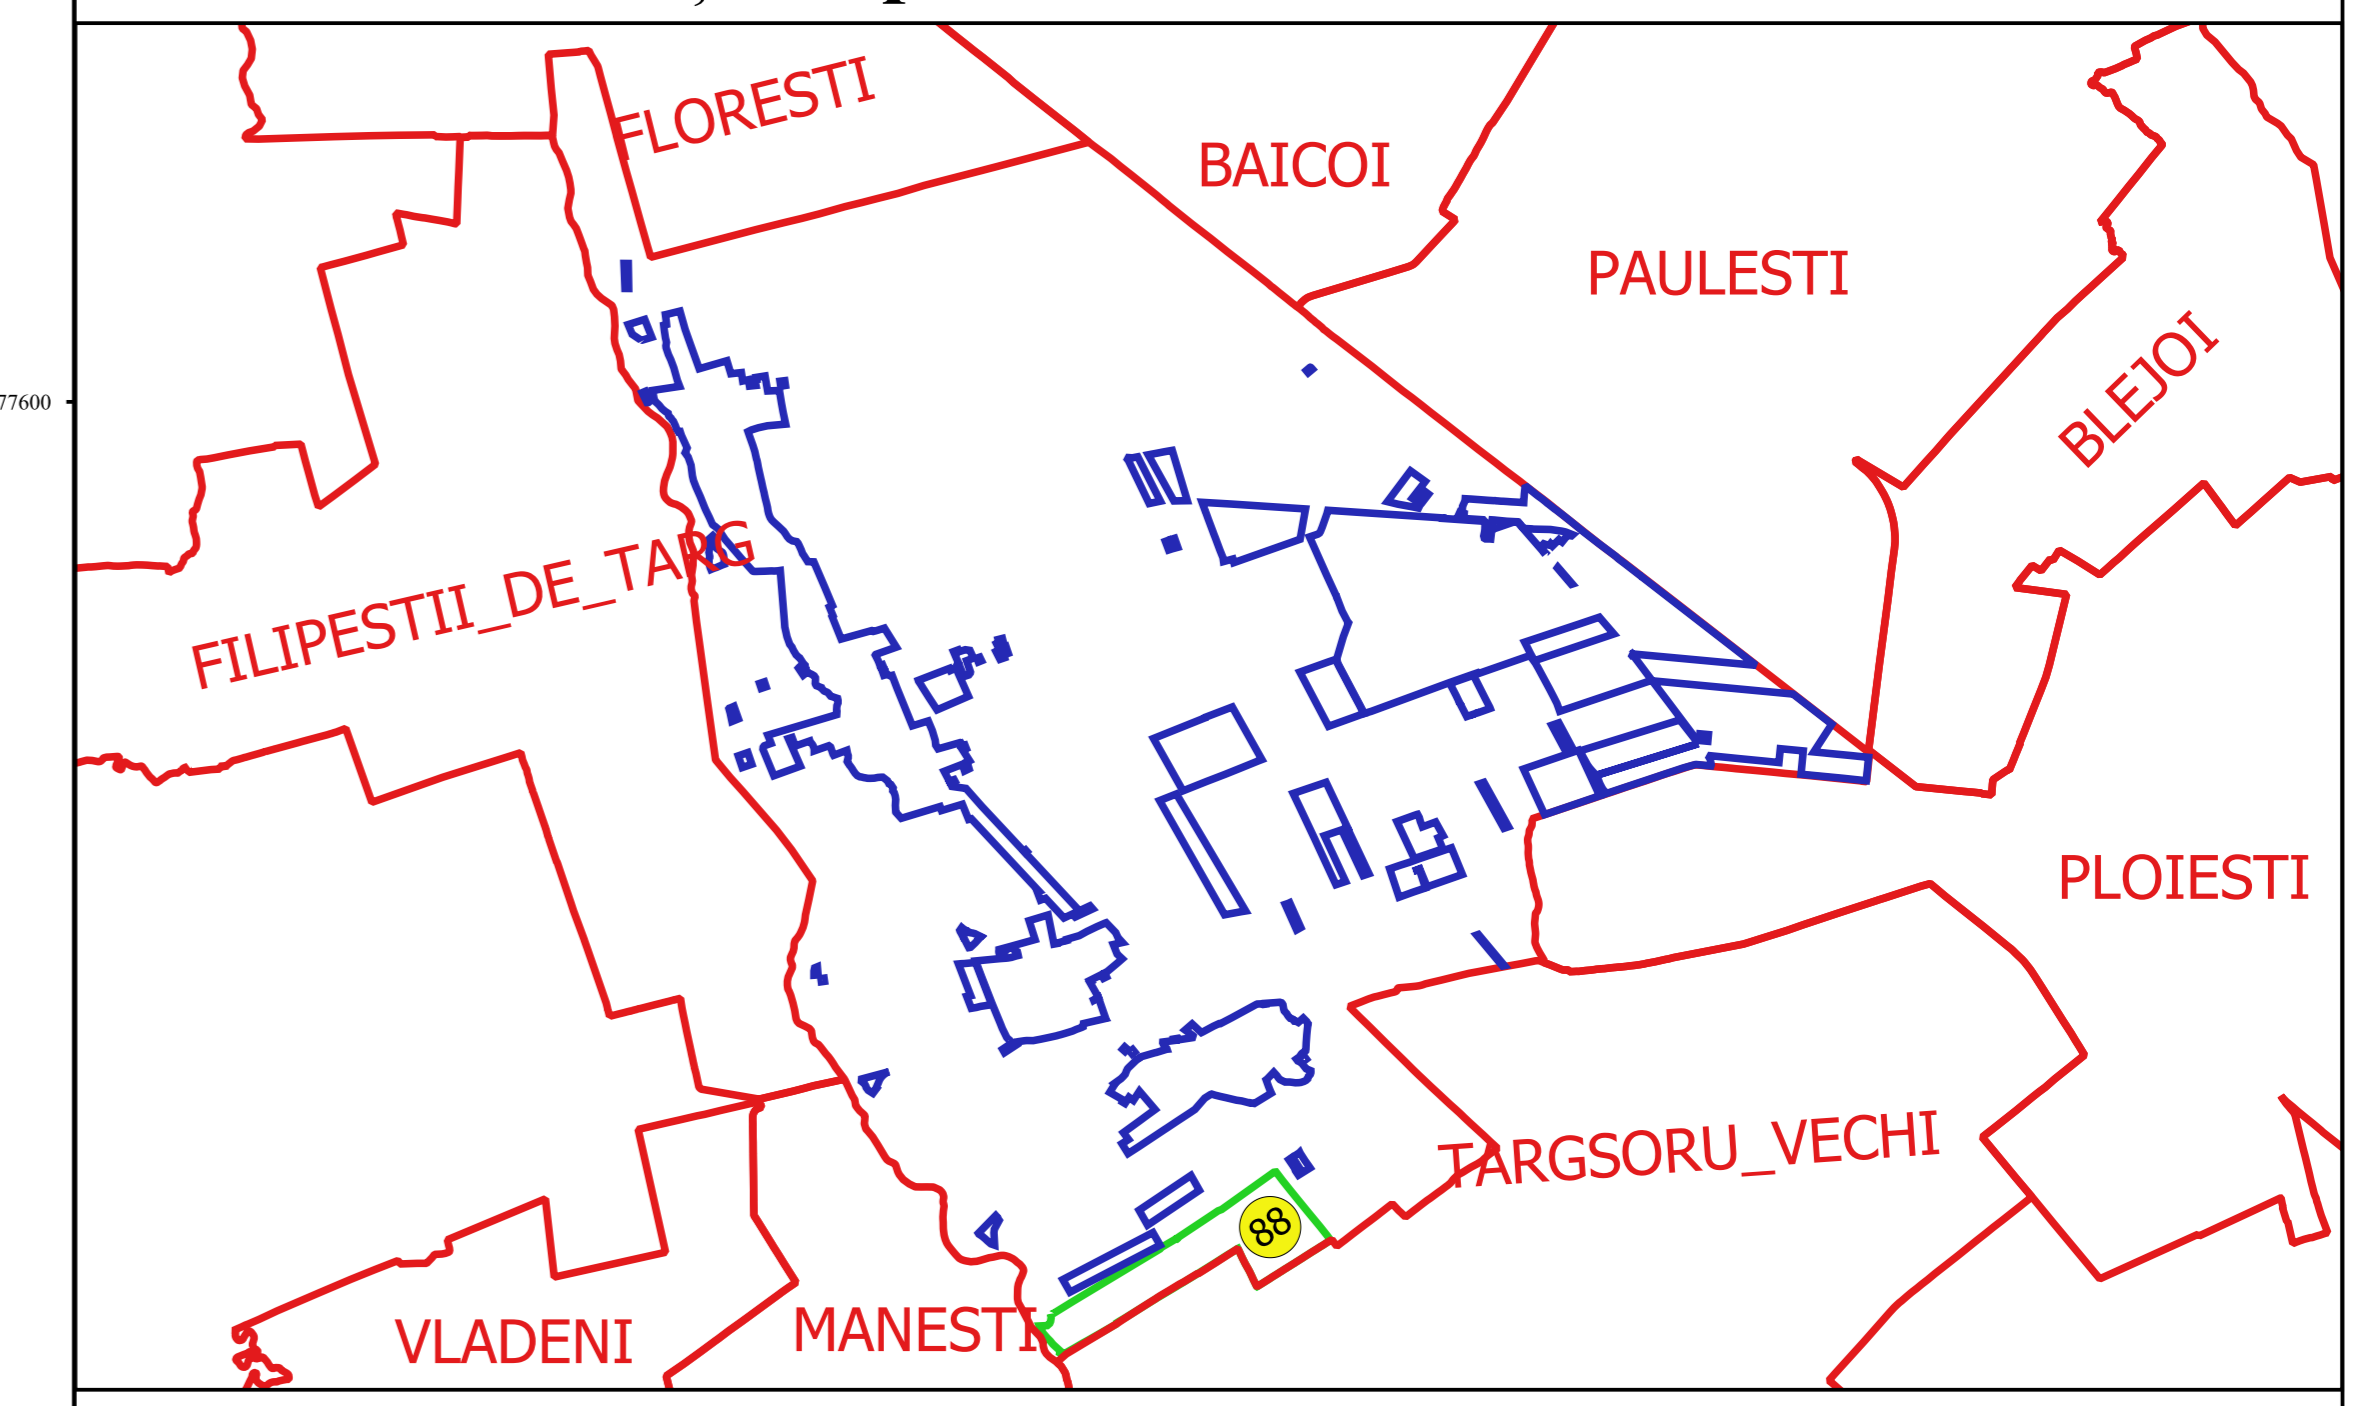 FLORESTI
BAICOI
PAULESTI
BLEJOI
77600
FILIPESTII_DE_TARG
PLOIESTI
TARGSORU_VECHI
88
MANESTI
VLADENI